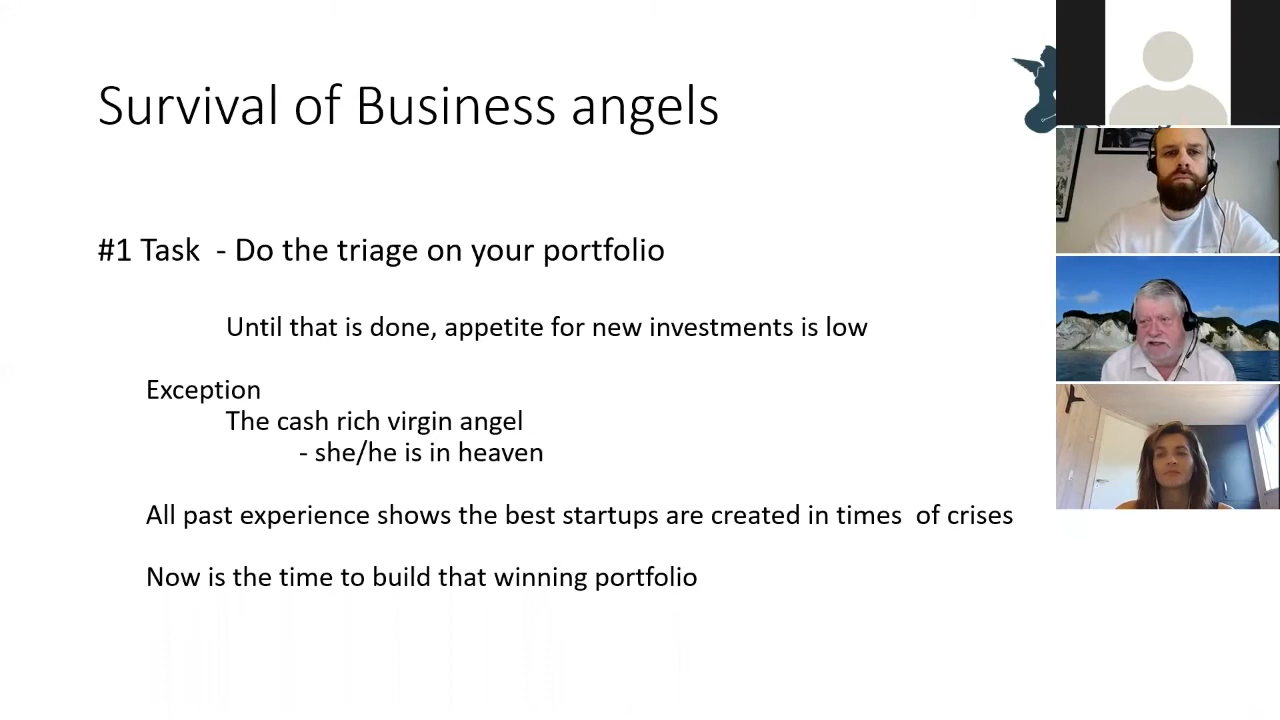 Survival of Business angels
#1 Task - Do the triage on your portfolio
Until that is done, appetite for new investments is low
Exception
The cash rich virgin angel
- she/he is in heaven
All past experience shows the best startups are created in times of crises
Now is the time to build that winning portfolio